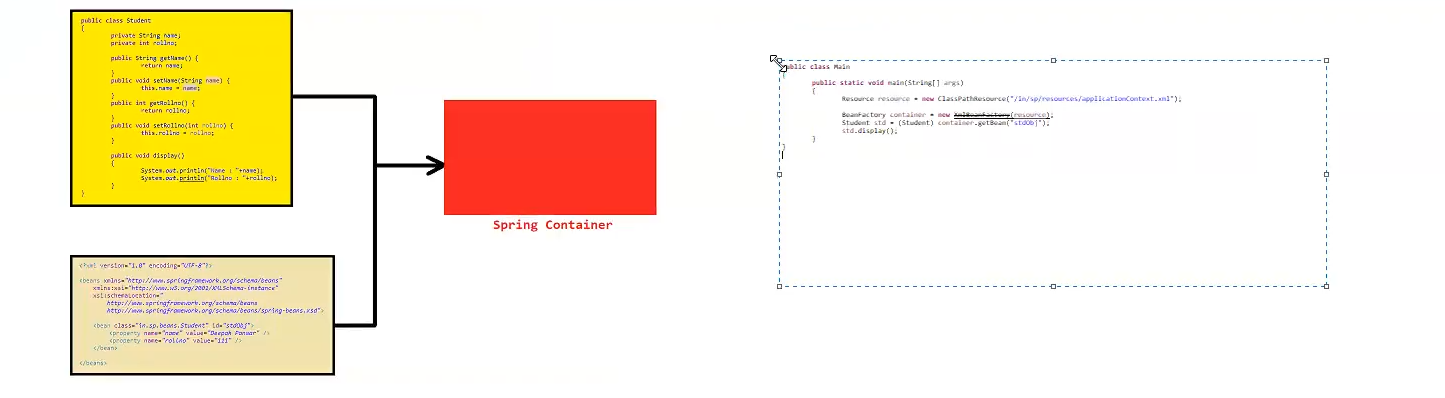 public class Student
{
private String name;
private int rollno;
public String getName() {
return name;
}
public void setName(String name) {
this.name = name;
}
public int getRollno() {
return rollno;
}
public void setRollno(int rollno) {
this.rollno = rollno;
}
public void display()
{
System.out.println("Name : "+name);
System.out.println("Rollno : "+rollno);
}
}
<?xml version="1.0" encoding="UTF-8"?>
<beans xmlns="http://www.springframework.org/schema/beans"
xmlns:xsi="http://www.w3.org/2001/XMLSchema-instance"
xsi:schemaLocation="
http://www.springframework.org/schema/beans
http://www.springframework.org/schema/beans/spring-beans.xsd">
<bean class="in.sp.beans.Student" id="stdObj">
<property name="name" value="Deepak Panwar" />
<property name="rollno" value="111" />
</bean>
</beans>
Spring Container
public class Main
{
public static void main(String[] args)
{
Resource resource = new ClassPathResource("/in/sp/resources/applicationContext.xml");
BeanFactory container = new XmlBeanFactory(resource);
Student std = (Student) container.getBean("stdObj");
std.display();
}
}